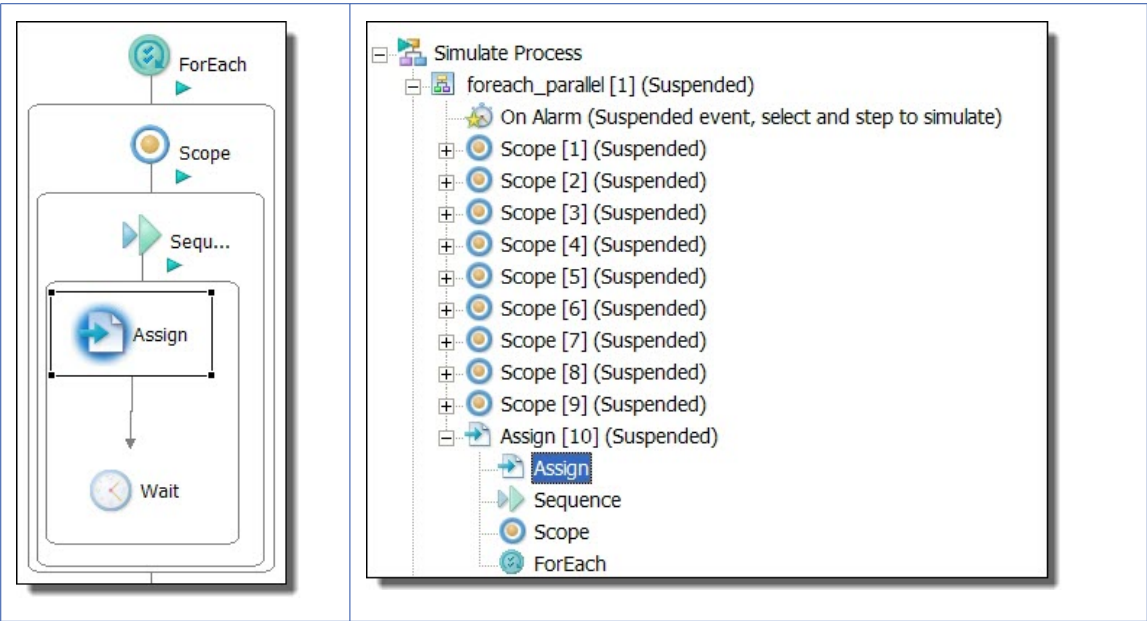 ForEach
Scope
Sequ...
Assign
Wait
Simulate Process
foreach_parallel [1] (Suspended)
On Alarm (Suspended event, select and step to simulate)
Scope [1] (Suspended)
Scope [2] (Suspended)
Scope [3] (Suspended)
Scope [4] (Suspended)
Scope [5] (Suspended)
Scope [6] (Suspended)
Scope [7] (Suspended)
Scope [8] (Suspended)
Scope [9] (Suspended)
Assign [10] (Suspended)
Assign
Sequence
Scope
ForEach